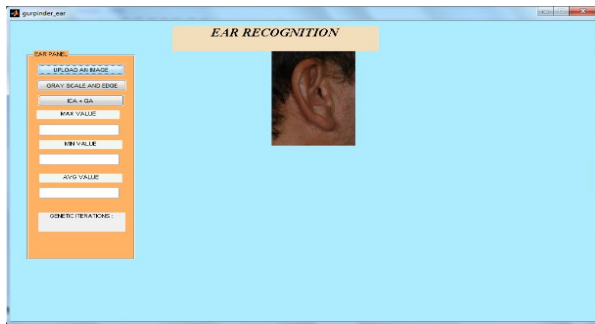 gurpinder_ear
EAR RECOGNITION
EAR PANEL
UPLOAD AN IMAGE
GRAY SCALE AND EDGE
ICA + GA
MAX VALUE
MIN VALUE
AVG VALUE
GENETIC ITERATIONS :